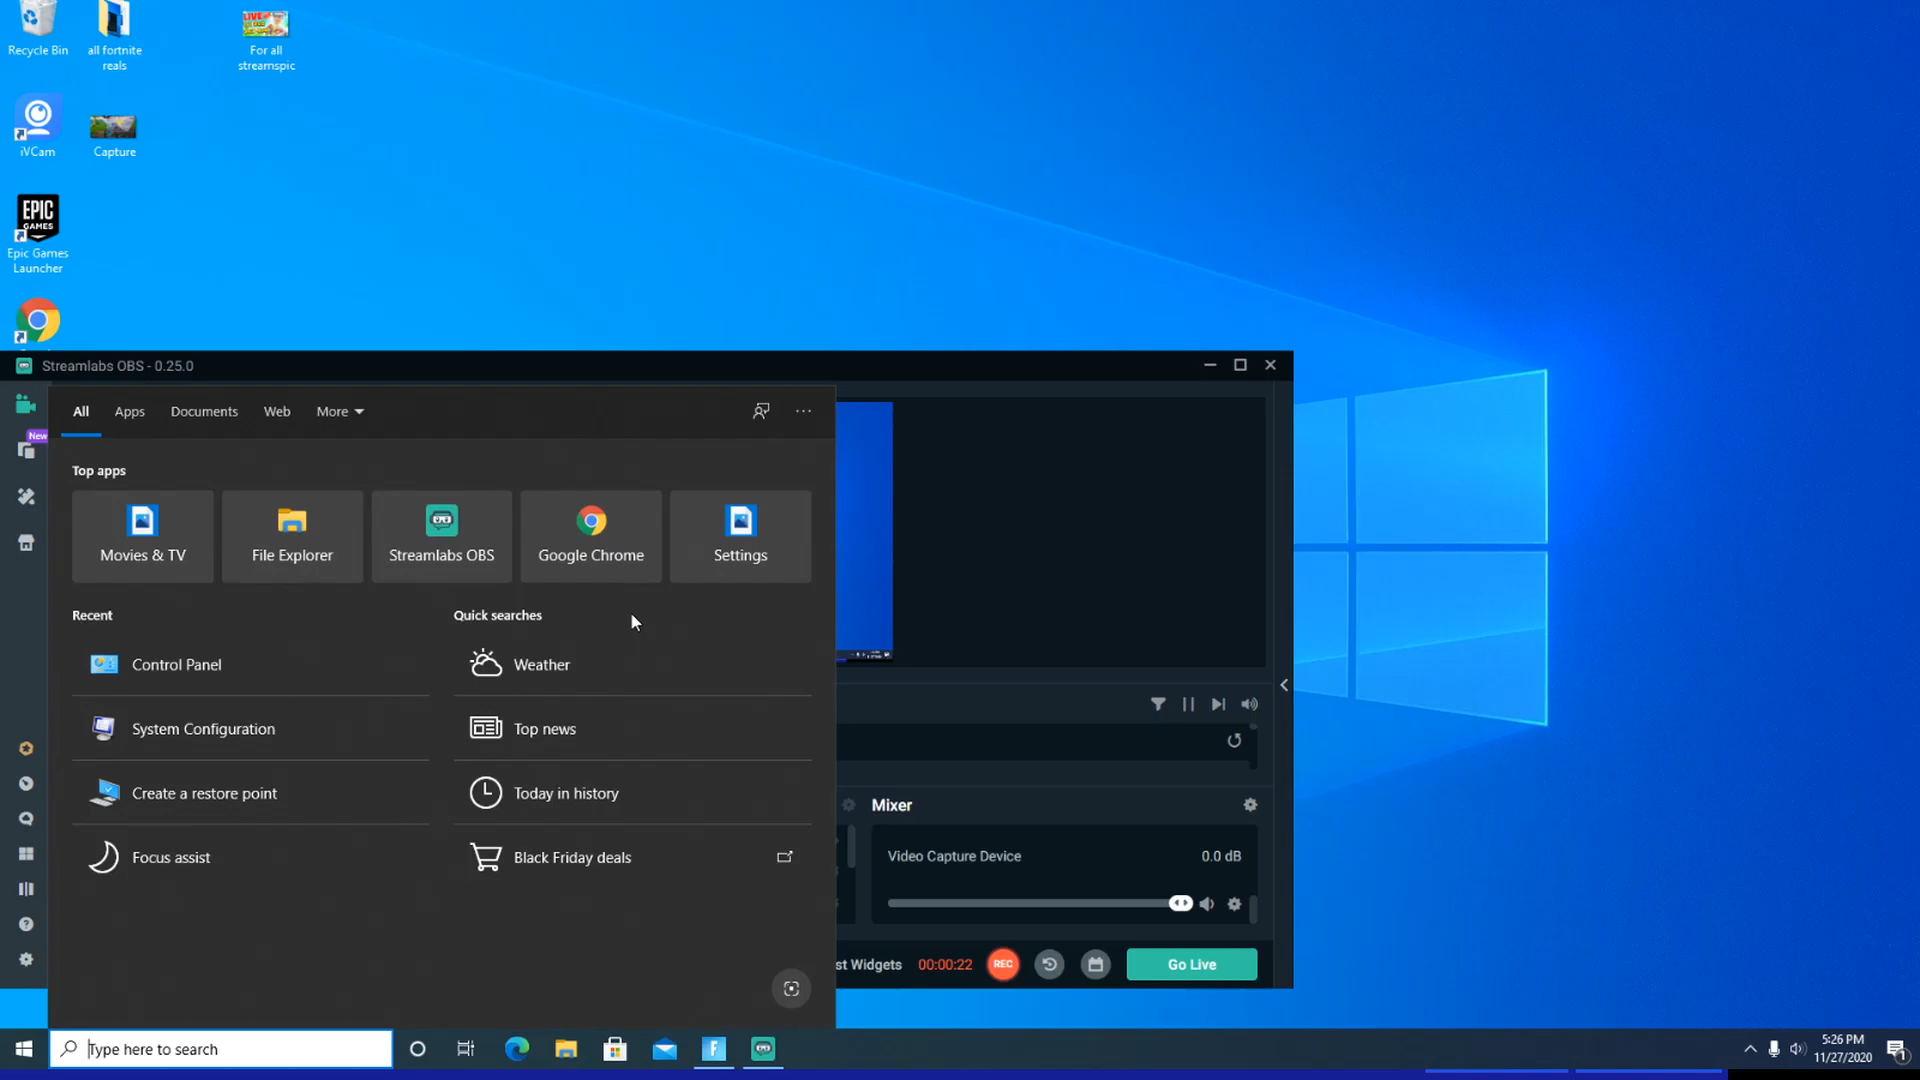 Recycle Bin
all fortnite
reals
LIVE
For all
streamspic
iVCam
Capture
EPIC
GAMES
Epic Games
Launcher
Streamlabs OBS - 0.25.0
New
All
Apps
Documents
Web
More
Top apps
Movies & TV
File Explorer
Streamlabs OBS
Google Chrome
Settings
Recent
Quick searches
Control Panel
Weather
System Configuration
Top news
Create a restore point
Today in history
Focus assist
Black Friday deals
Mixer
Video Capture Device
0.0 dB
st Widgets
00:00:22
REC
Go Live
Type here to search
5:26 PM
11/27/2020
1